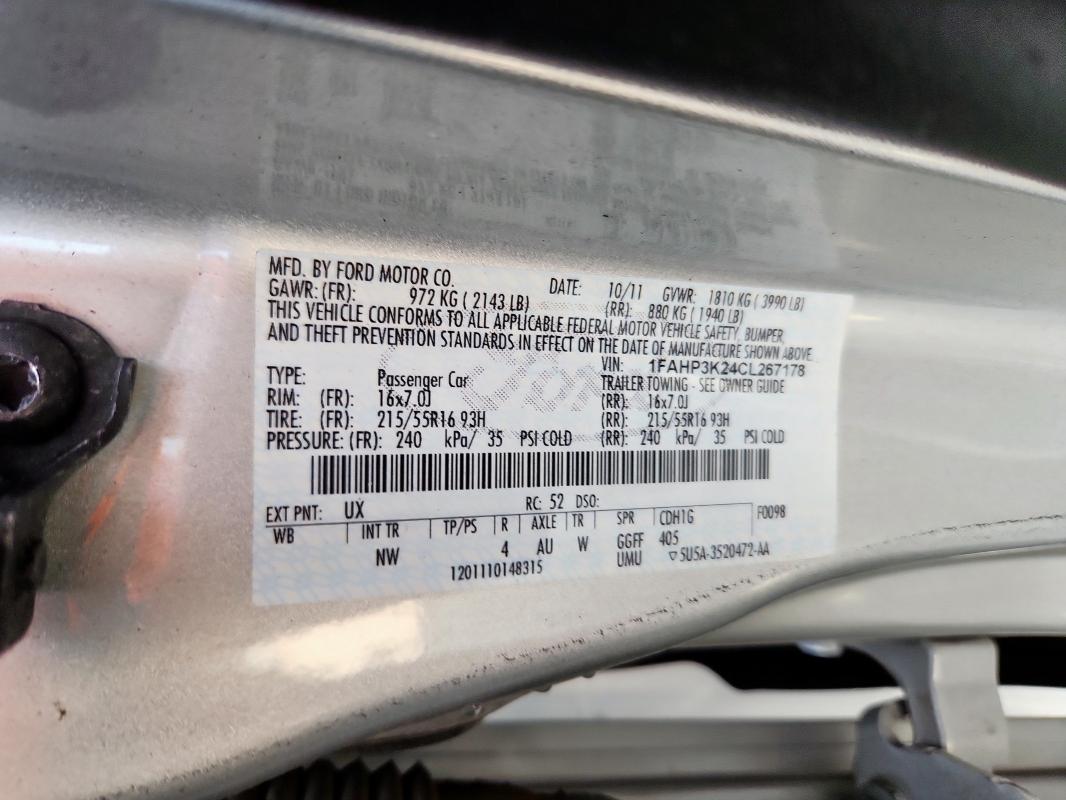 MFD. BY FORD MOTOR CO. DATE: 10/11 GVWR: 1810 KG ( 3990 LB)
GAWR: (FR): 972 KG ( 2143 LB) (RR): 880 KG ( 1940 LB)
THIS VEHICLE CONFORMS TO ALL APPLICABLE FEDERAL MOTOR VEHICLE SAFETY, BUMPER,
AND THEFT PREVENTION STANDARDS IN EFFECT ON THE DATE OF MANUFACTURE SHOWN ABOVE.
VIN: 1FAHP3K24CL267178
TYPE: Passenger Car TRAILER TOWING - SEE OWNER GUIDE
RIM: (FR): 16x7.0J (RR): 16x7.0J
TIRE: (FR): 215/55R16 93H (RR): 215/55R16 93H
PRESSURE: (FR): 240 kPa/ 35 PSI COLD (RR): 240 kPa/ 35 PSI COLD
EXT PNT: UX RC: 52 DSO:
WB INT TR TP/PS R AXLE TR SPR CDH1G F0098
NW 4 AU W GGFF 405
UMU ▽5U5A-3520472-AA
1201110148315